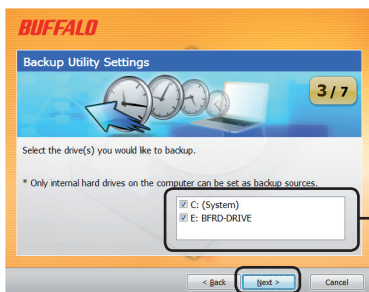 BUFFALO
Backup Utility Settings
3 / 7
Select the drive(s) you would like to backup.
* Only internal hard drives on the computer can be set as backup sources.
C: (System)
E: BFRD-DRIVE
< Back
Next >
Cancel